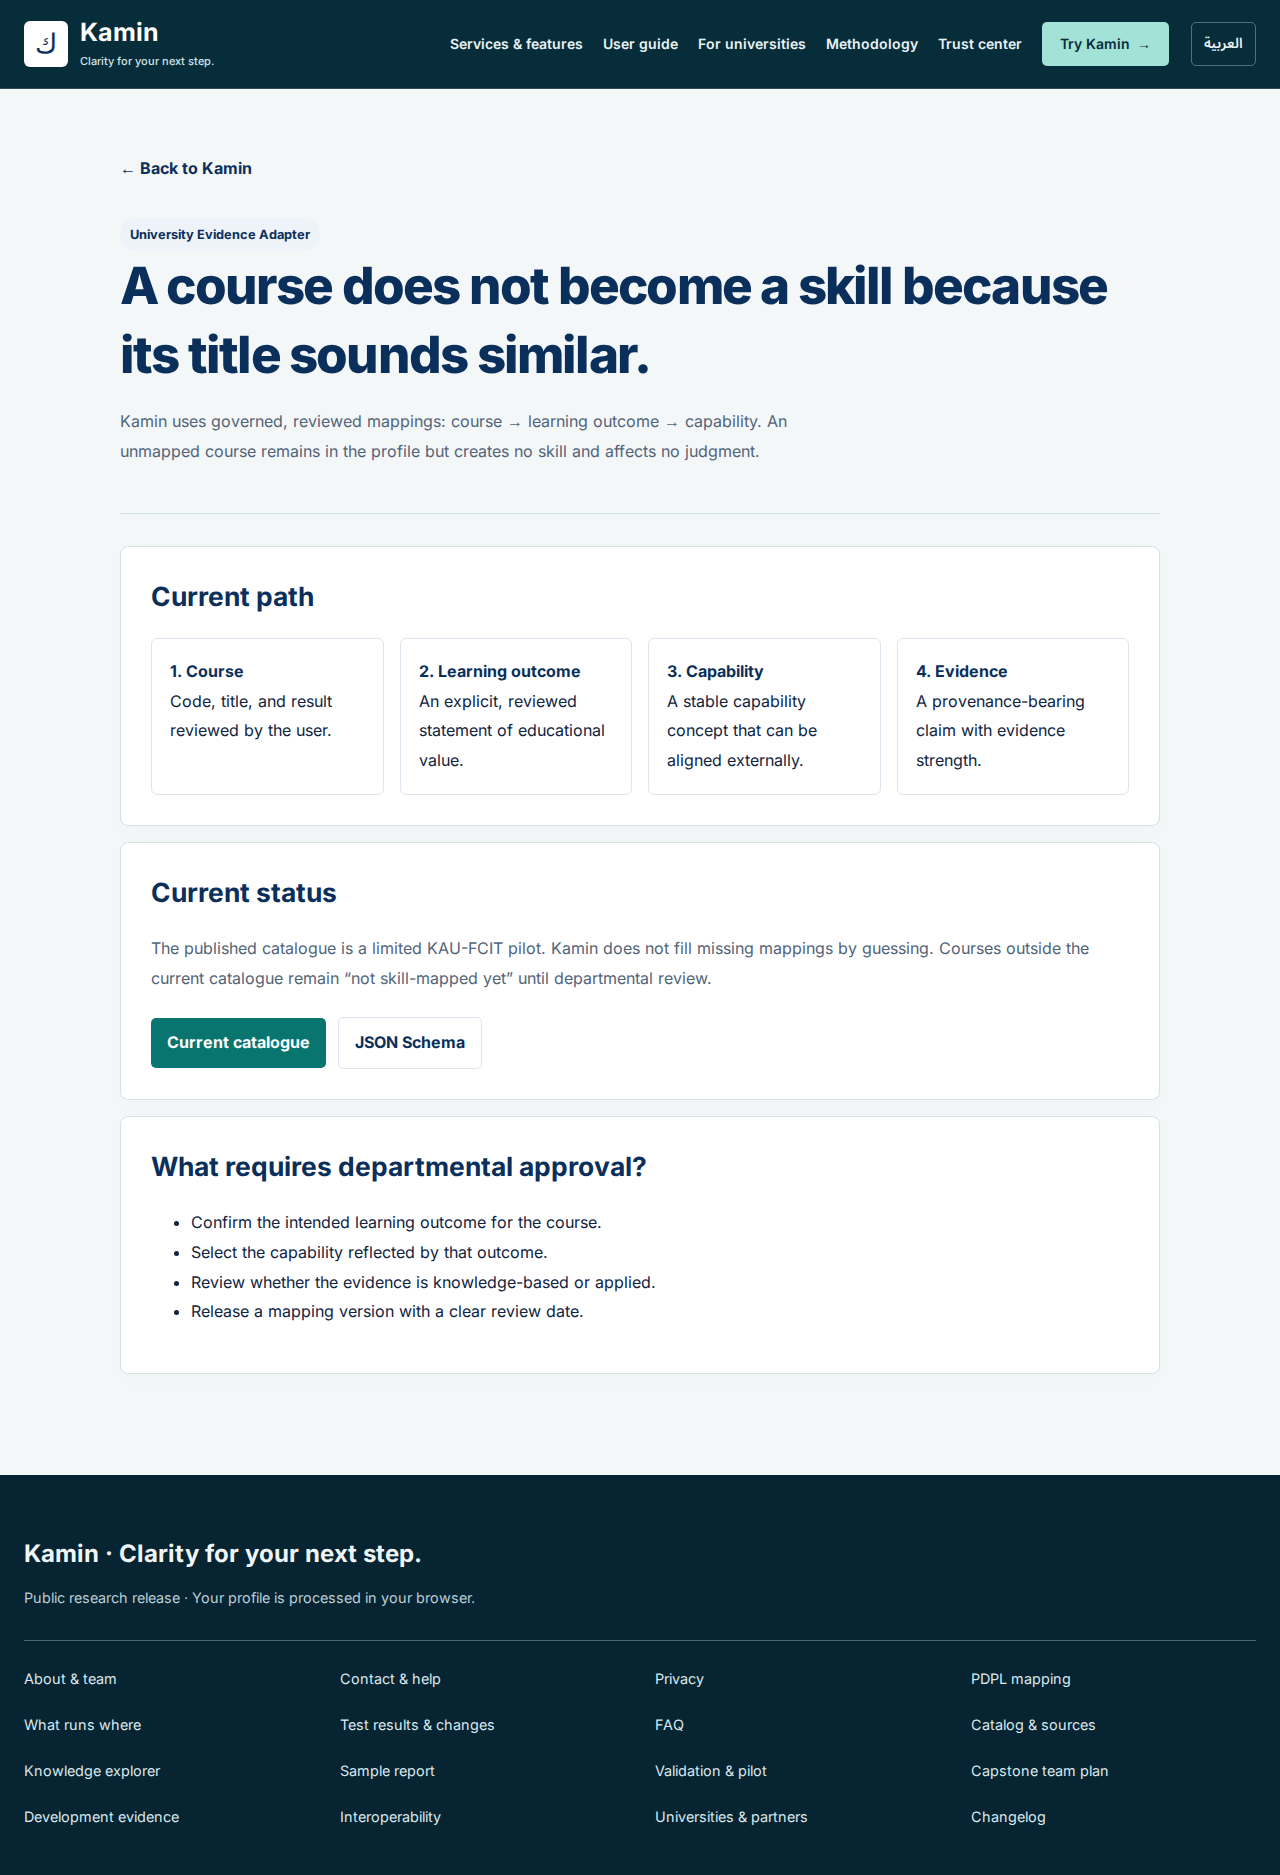 ك
Kamin
Clarity for your next step.
Services & features
User guide
For universities
Methodology
Trust center
Try Kamin →
العربية
← Back to Kamin
University Evidence Adapter
A course does not become a skill because
its title sounds similar.
Kamin uses governed, reviewed mappings: course → learning outcome → capability. An
unmapped course remains in the profile but creates no skill and affects no judgment.
Current path
1. Course
Code, title, and result
reviewed by the user.
2. Learning outcome
An explicit, reviewed
statement of educational
value.
3. Capability
A stable capability
concept that can be
aligned externally.
4. Evidence
A provenance-bearing
claim with evidence
strength.
Current status
The published catalogue is a limited KAU-FCIT pilot. Kamin does not fill missing mappings by guessing. Courses outside the
current catalogue remain “not skill-mapped yet” until departmental review.
Current catalogue
JSON Schema
What requires departmental approval?
• Confirm the intended learning outcome for the course.
• Select the capability reflected by that outcome.
• Review whether the evidence is knowledge-based or applied.
• Release a mapping version with a clear review date.
Kamin · Clarity for your next step.
Public research release · Your profile is processed in your browser.
About & team
Contact & help
Privacy
PDPL mapping
What runs where
Test results & changes
FAQ
Catalog & sources
Knowledge explorer
Sample report
Validation & pilot
Capstone team plan
Development evidence
Interoperability
Universities & partners
Changelog